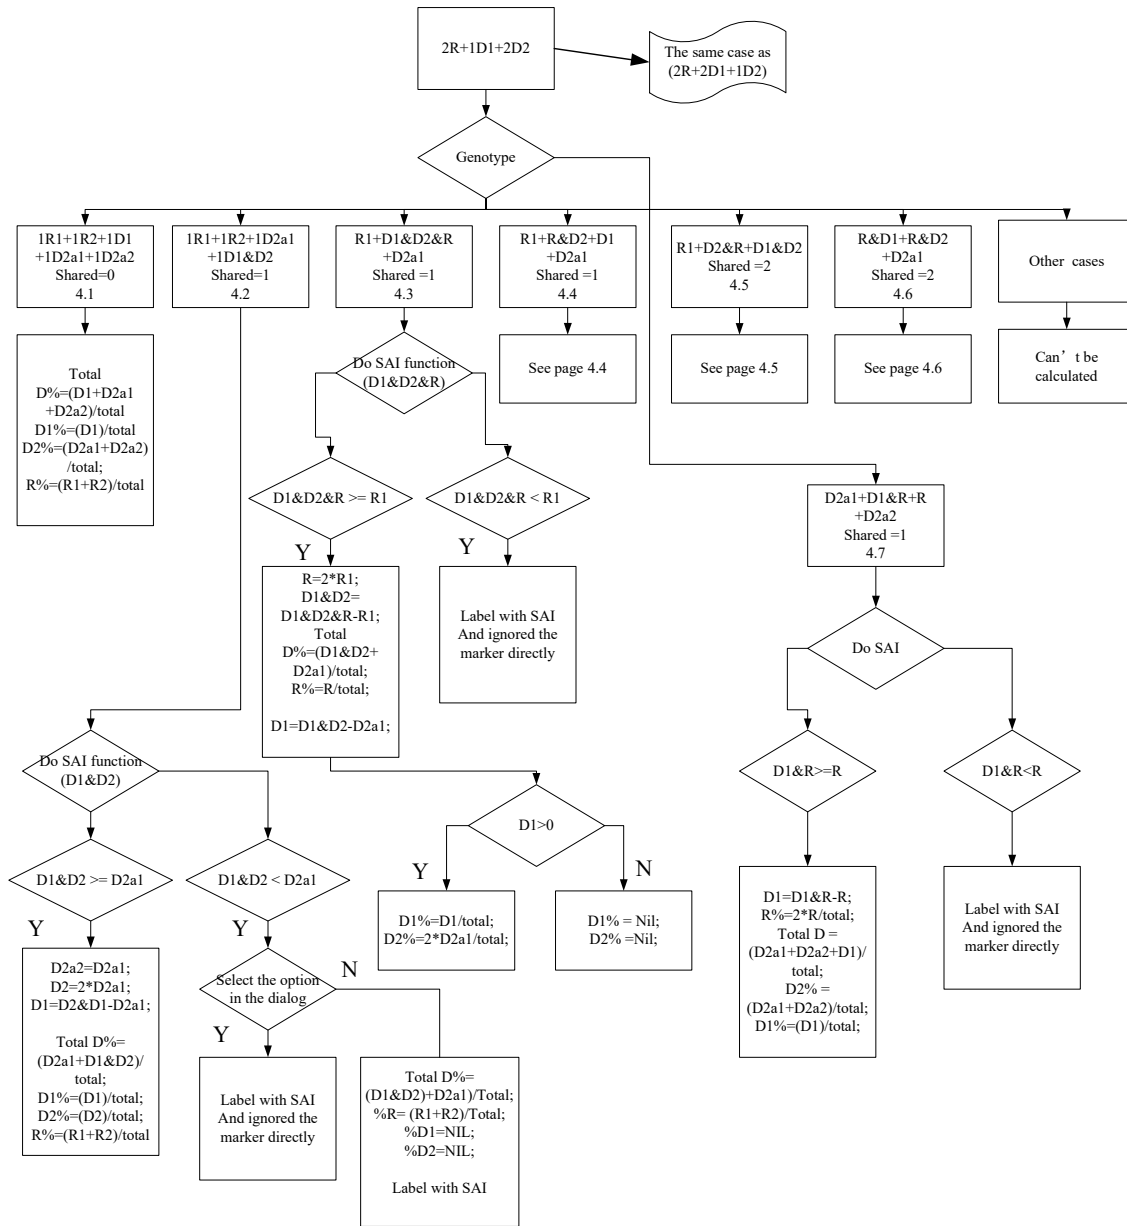 2R+1D1+2D2
The same case as
(2R+2D1+1D2)
Genotype
1R1+1R2+1D1
+1D2a1+1D2a2
Shared=0
4.1
1R1+1R2+1D2a1
+1D1&D2
Shared=1
4.2
R1+D1&D2&R
+D2a1
Shared =1
4.3
R1+R&D2+D1
+D2a1
Shared =1
4.4
R1+D2&R+D1&D2
Shared =2
4.5
R&D1+R&D2
+D2a1
Shared =2
4.6
Other cases
Total
D%=(D1+D2a1
+D2a2)/total
D1%=(D1)/total
D2%=(D2a1+D2a2)
/total;
R%=(R1+R2)/total
Do SAI function
(D1&D2&R)
See page 4.4
See page 4.5
See page 4.6
Can't be
calculated
D1&D2&R >= R1
D1&D2&R < R1
D2a1+D1&R+R
+D2a2
Shared =1
4.7
Y
Y
R=2*R1;
D1&D2=
D1&D2&R-R1;
Total
D%=(D1&D2+
D2a1)/total;
R%=R/total;
D1=D1&D2-D2a1;
Label with SAI
And ignored the
marker directly
Do SAI
Do SAI function
(D1&D2)
D1&R>=R
D1&R<R
D1>0
Y
N
D1&D2 >= D2a1
D1&D2 < D2a1
D1%=D1/total;
D2%=2*D2a1/total;
D1% = Nil;
D2% =Nil;
D1=D1&R-R;
R%=2*R/total;
Total D =
(D2a1+D2a2+D1)/
total;
D2% =
(D2a1+D2a2)/total;
D1%=(D1)/total;
Label with SAI
And ignored the
marker directly
Y
Y
D2a2=D2a1;
D2=2*D2a1;
D1=D2&D1-D2a1;
Total D%=
(D2a1+D1&D2)/
total;
D1%=(D1)/total;
D2%=(D2)/total;
R%=(R1+R2)/total
Select the option
in the dialog
N
Y
Label with SAI
And ignored the
marker directly
Total D%=
(D1&D2)+D2a1)/Total;
%R= (R1+R2)/Total;
%D1=NIL;
%D2=NIL;
Label with SAI